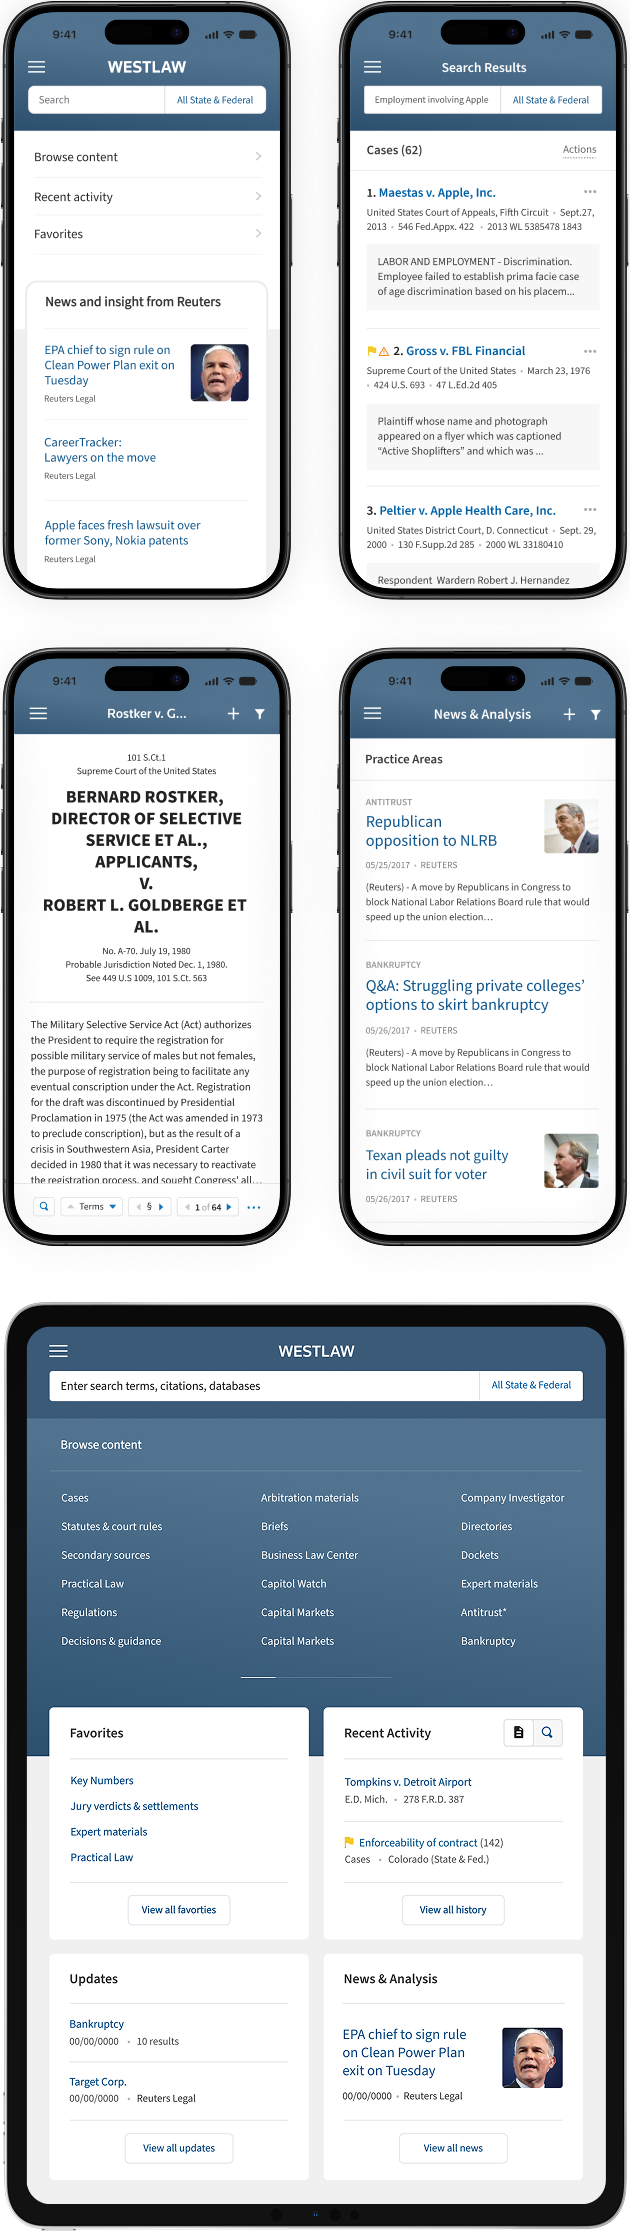 9:41
WESTLAW
Search
All State & Federal
Browse content
Recent activity
Favorites
News and insight from Reuters
EPA chief to sign rule on
Clean Power Plan exit on
Tuesday
Reuters Legal
CareerTracker:
Lawyers on the move
Reuters Legal
Apple faces fresh lawsuit over
former Sony, Nokia patents
Reuters Legal
9:41
Search Results
Employment involving Apple
All State & Federal
Cases (62)
Actions
1. Maestas v. Apple, Inc.
United States Court of Appeals, Fifth Circuit • Sept.27,
2013 • 546 Fed.Appx. 422 • 2013 WL 5385478 1843
LABOR AND EMPLOYMENT - Discrimination.
Employee failed to establish prima facie case
of age discrimination based on his placem...
2. Gross v. FBL Financial
Supreme Court of the United States • March 23, 1976
• 424 U.S. 693 • 47 L.Ed.2d 405
Plaintiff whose name and photograph
appeared on a flyer which was captioned
“Active Shoplifters” and which was ...
3. Peltier v. Apple Health Care, Inc.
United States District Court, D. Connecticut • Sept. 29,
2000 • 130 F.Supp.2d 285 • 2000 WL 33180410
Respondent Wardern Robert J. Hernandez
9:41
Rostker v. G...
101 S.Ct.1
Supreme Court of the United States
BERNARD ROSTKER,
DIRECTOR OF SELECTIVE
SERVICE ET AL.,
APPLICANTS,
V.
ROBERT L. GOLDBERGE ET
AL.
No. A-70. July 19, 1980
Probable Jurisdiction Noted Dec. 1, 1980.
See 449 U.S 1009, 101 S.Ct. 563
The Military Selective Service Act (Act) authorizes
the President to require the registration for
possible military service of males but not females,
the purpose of registration being to facilitate any
eventual conscription under the Act. Registration
for the draft was discontinued by Presidential
Proclamation in 1975 (the Act was amended in 1973
to preclude conscription), but as the result of a
crisis in Southwestern Asia, President Carter
decided in 1980 that it was necessary to reactivate
the registration process, and sought Congress' all...
Terms
§
1 of 64
9:41
News & Analysis
Practice Areas
ANTITRUST
Republican
opposition to NLRB
05/25/2017 • REUTERS
(Reuters) - A move by Republicans in Congress to
block National Labor Relations Board rule that would
speed up the union election...
BANKRUPTCY
Q&A: Struggling private colleges’
options to skirt bankruptcy
05/26/2017 • REUTERS
(Reuters) - A move by Republicans in Congress to
block National Labor Relations Board rule that would
speed up the union election...
BANKRUPTCY
Texan pleads not guilty
in civil suit for voter
05/26/2017 • REUTERS
WESTLAW
Enter search terms, citations, databases
All State & Federal
Browse content
Cases
Arbitration materials
Company Investigator
Statutes & court rules
Briefs
Directories
Secondary sources
Business Law Center
Dockets
Practical Law
Capitol Watch
Expert materials
Regulations
Capital Markets
Antitrust*
Decisions & guidance
Capital Markets
Bankruptcy
Favorites
Key Numbers
Jury verdicts & settlements
Expert materials
Practical Law
View all favorties
Recent Activity
Tompkins v. Detroit Airport
E.D. Mich. • 278 F.R.D. 387
Enforceability of contract (142)
Cases • Colorado (State & Fed.)
View all history
Updates
Bankruptcy
00/00/0000 • 10 results
Target Corp.
00/00/0000 • Reuters Legal
View all updates
News & Analysis
EPA chief to sign rule
on Clean Power Plan
exit on Tuesday
00/00/0000 • Reuters Legal
View all news